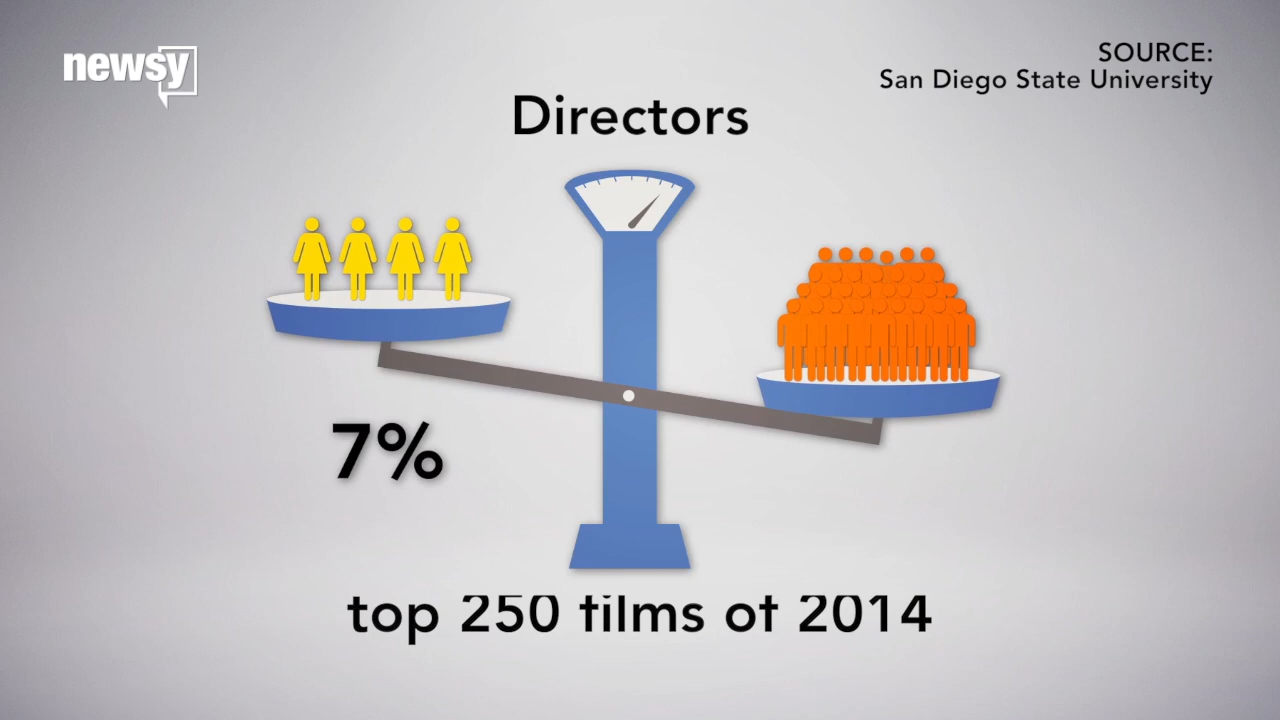 newsy
SOURCE:
San Diego State University
Directors
7%
top 250 films of 2014